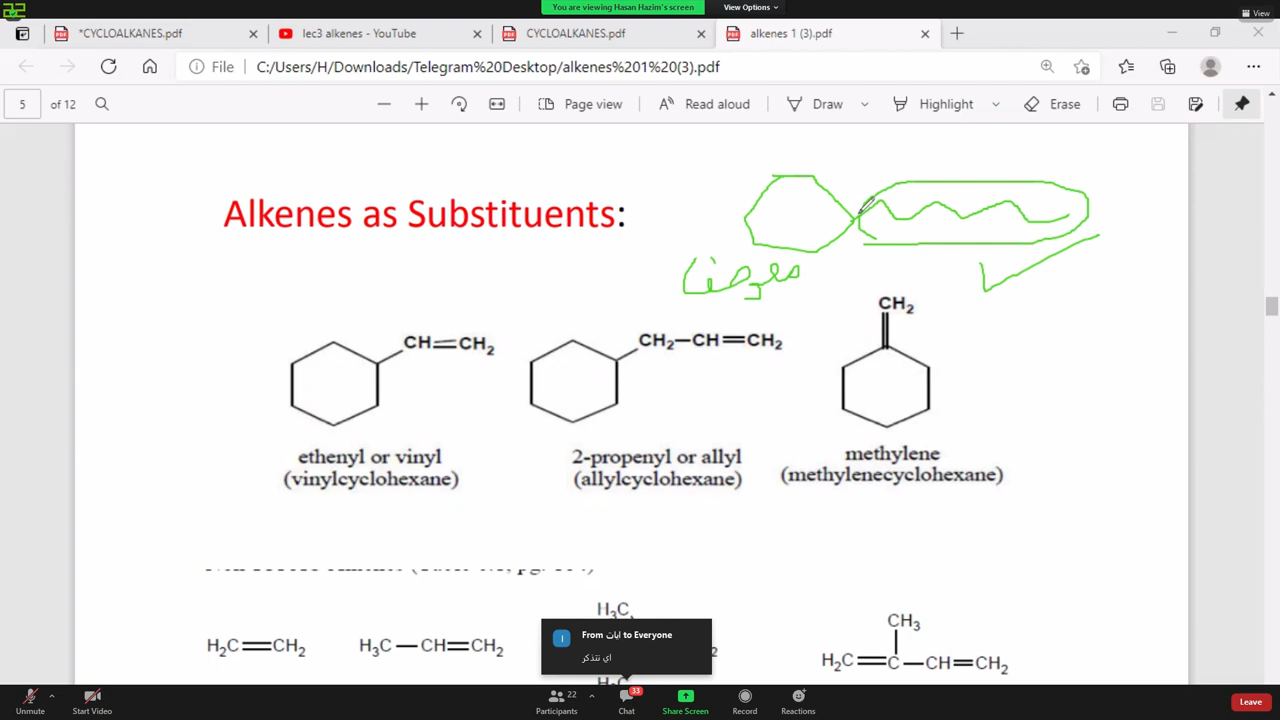 You are viewing Hasan Hazim's screen
View Options
View
*CYCLOALKANES.pdf
lec3 alkenes - YouTube
CYCLOALKANES.pdf
alkenes 1 (3).pdf
File
C:/Users/H/Downloads/Telegram%20Desktop/alkenes%201%20(3).pdf
5 of 12
Page view
Read aloud
Draw
Highlight
Erase
Alkenes as Substituents:
CH=CH₂
CH₂—CH=CH₂
CH₂
ethenyl or vinyl
(vinylcyclohexane)
2-propenyl or allyl
(allylcyclohexane)
methylene
(methylenecyclohexane)
H₂C=CH₂
H₃C—CH=CH₂
H₃C
CH₃
H₂C=C—CH=CH₂
From ايات to Everyone
اي نتذكر
Unmute
Start Video
22
Participants
33
Chat
Share Screen
Record
Reactions
Leave